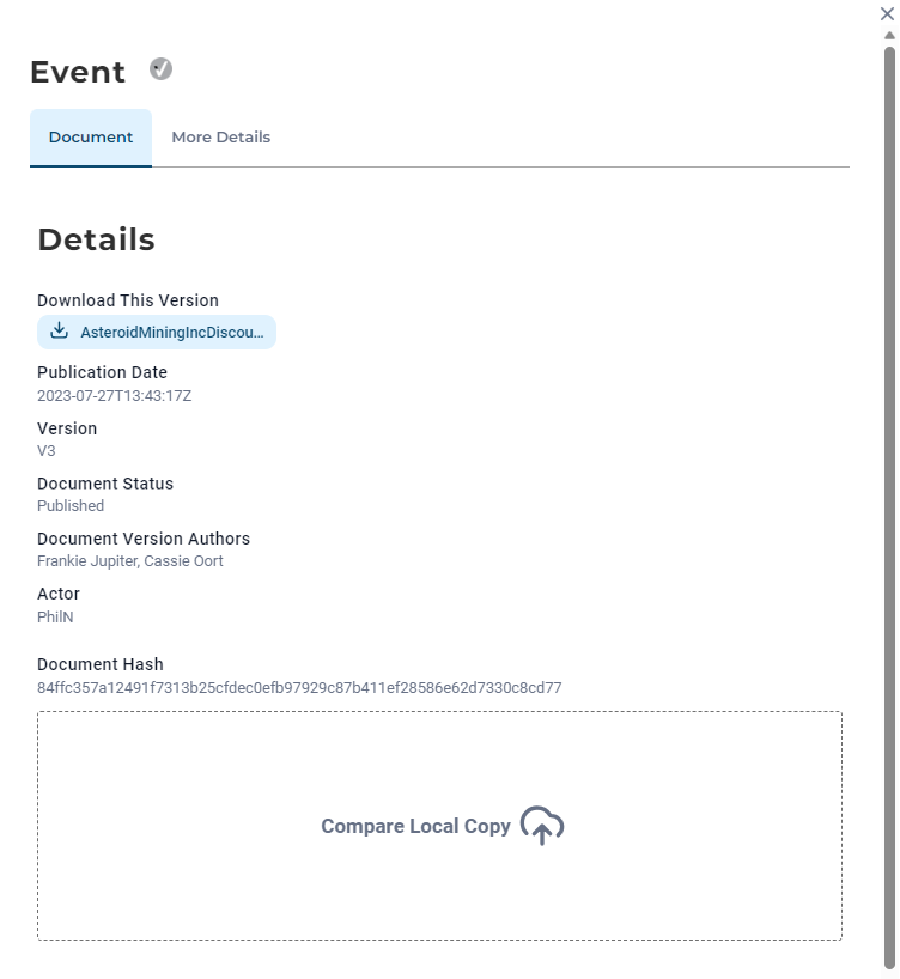 Event
Document More Details
Details
Download This Version
AsteroidMiningIncDiscou...
Publication Date
2023-07-27T13:43:17Z
Version
V3
Document Status
Published
Document Version Authors
Frankie Jupiter, Cassie Oort
Actor
PhilN
Document Hash
84ffc357a12491f7313b25cfdec0efb97929c87b411ef28586e62d7330c8cd77
Compare Local Copy